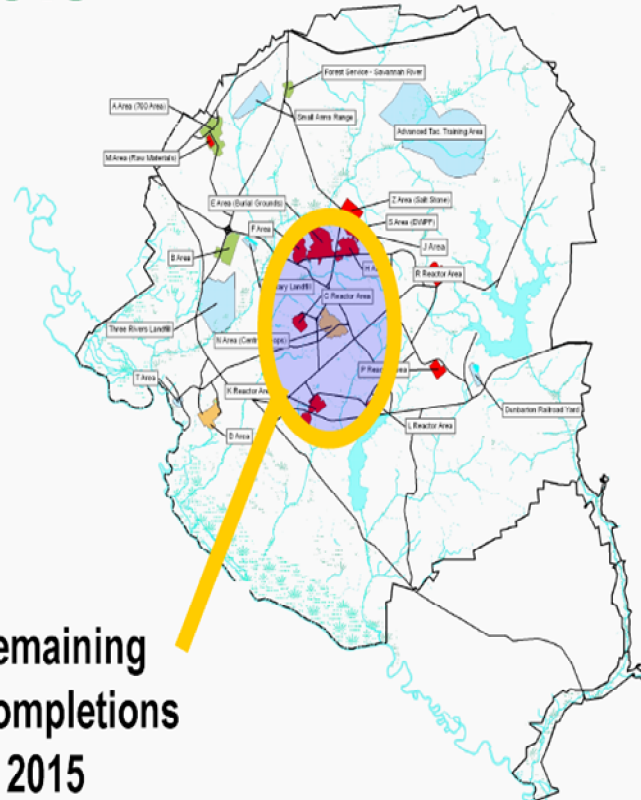 Forest Service - Savannah River
A Area (700 Area)
Small Arms Range
Advanced Tac. Training Area
M Area (Raw Materials)
E Area (Burial Grounds)
Z Area (Salt Stone)
S Area (DWPF)
F Area
J Area
B Area
R Reactor Area
C Reactor Area
Three Rivers Landfill
N Area
P Reactor Area
T Area
K Reactor Area
Dunbarton Railroad Yard
L Reactor Area
D Area
emaining
ompletions
2015